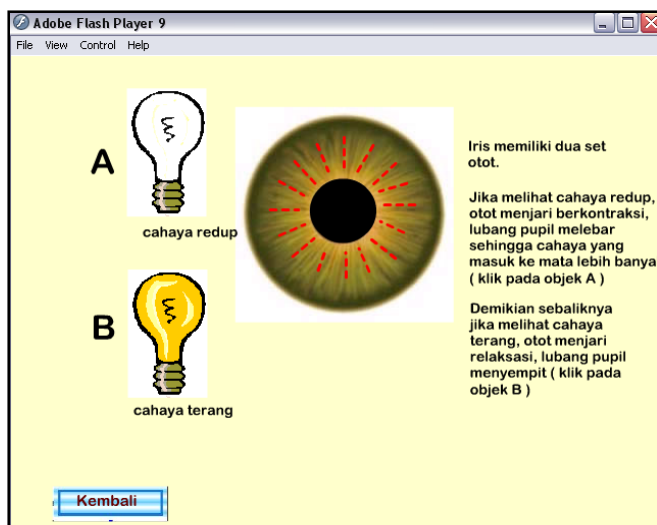 Adobe Flash Player 9
File View Control Help
A
cahaya redup
B
cahaya terang
Iris memiliki dua set
otot.
Jika melihat cahaya redup,
otot menjari berkontraksi,
lubang pupil melebar
sehingga cahaya yang
masuk ke mata lebih banya
( klik pada objek A )
Demikian sebaliknya
jika melihat cahaya
terang, otot menjari
relaksasi, lubang pupil
menyempit ( klik pada
objek B )
Kembali